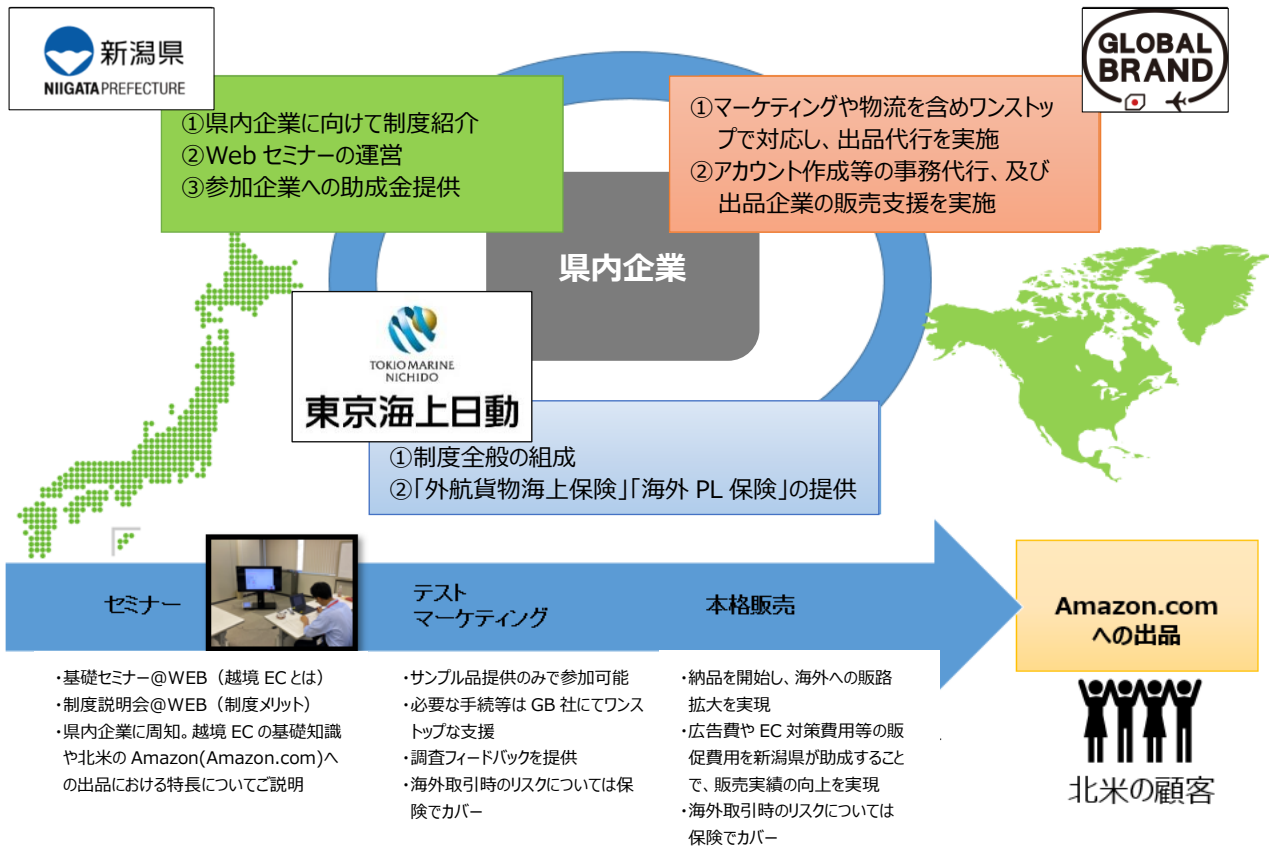 新潟県
NIIGATA PREFECTURE
GLOBAL
BRAND
①県内企業に向けて制度紹介
②Web セミナーの運営
③参加企業への助成金提供
①マーケティングや物流を含めワンストッ
プで対応し、出品代行を実施
②アカウント作成等の事務代行、及び
出品企業の販売支援を実施
県内企業
TOKIO MARINE
NICHIDO
東京海上日動
①制度全般の組成
②「外航貨物海上保険」「海外 PL 保険」の提供
セミナー
テスト
マーケティング
本格販売
Amazon.com
への出品
・基礎セミナー@WEB（越境 EC とは）
・制度説明会@WEB（制度メリット）
・県内企業に周知。越境 EC の基礎知識
や北米の Amazon(Amazon.com)へ
の出品における特長についてご説明
・サンプル品提供のみで参加可能
・必要な手続等は GB 社にてワンス
トップな支援
・調査フィードバックを提供
・海外取引時のリスクについては保
険でカバー
・納品を開始し、海外への販路
拡大を実現
・広告費や EC 対策費用等の販
促費用を新潟県が助成すること
で、販売実績の向上を実現
・海外取引時のリスクについては
保険でカバー
北米の顧客